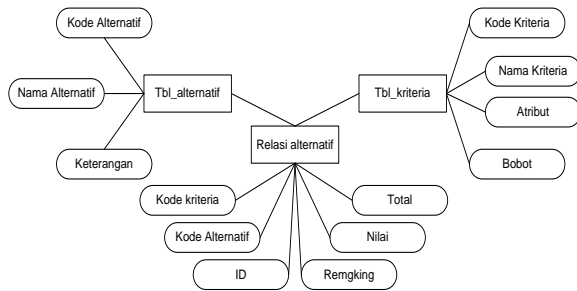 Kode Alternatif
Kode Kriteria
Nama Kriteria
Nama Alternatif
Tbl_alternatif
Tbl_kriteria
Atribut
Relasi alternatif
Keterangan
Bobot
Kode kriteria
Total
Kode Alternatif
Nilai
ID
Remgking